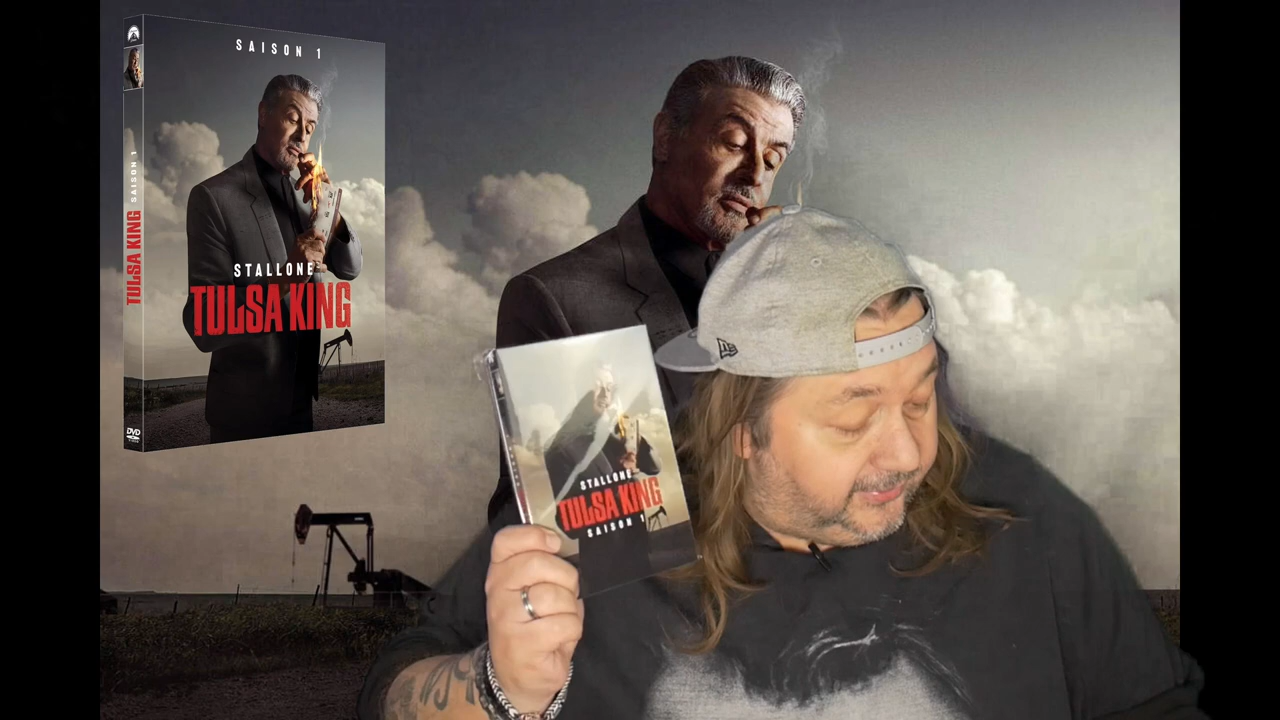 SAISON 1
STALLONE
TULSA KING
TULSA KING SAISON 1
DVD
STALLONE
TULSA KING
SAISON 1